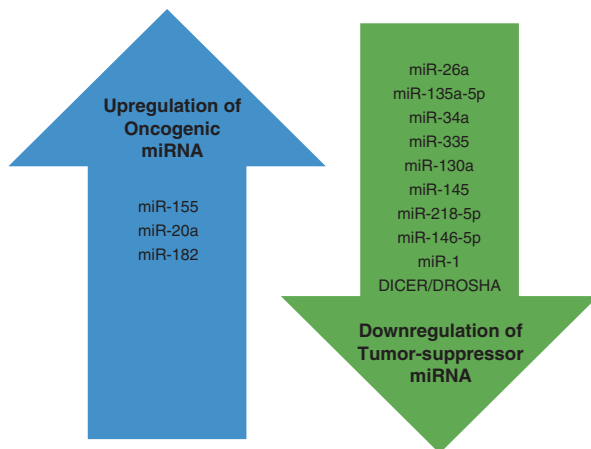 Upregulation of
Oncogenic
miRNA
miR-155
miR-20a
miR-182
miR-26a
miR-135a-5p
miR-34a
miR-335
miR-130a
miR-145
miR-218-5p
miR-146-5p
miR-1
DICER/DROSHA
Downregulation of
Tumor-suppressor
miRNA